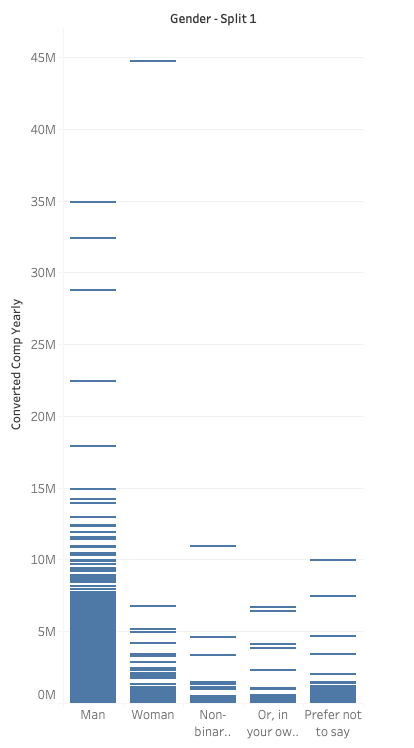 Gender - Split 1
45M
40M
35M
30M
25M
20M
15M
10M
5M
0M
Converted Comp Yearly
Man
Woman
Non-
binar..
Or, in
your ow..
Prefer not
to say